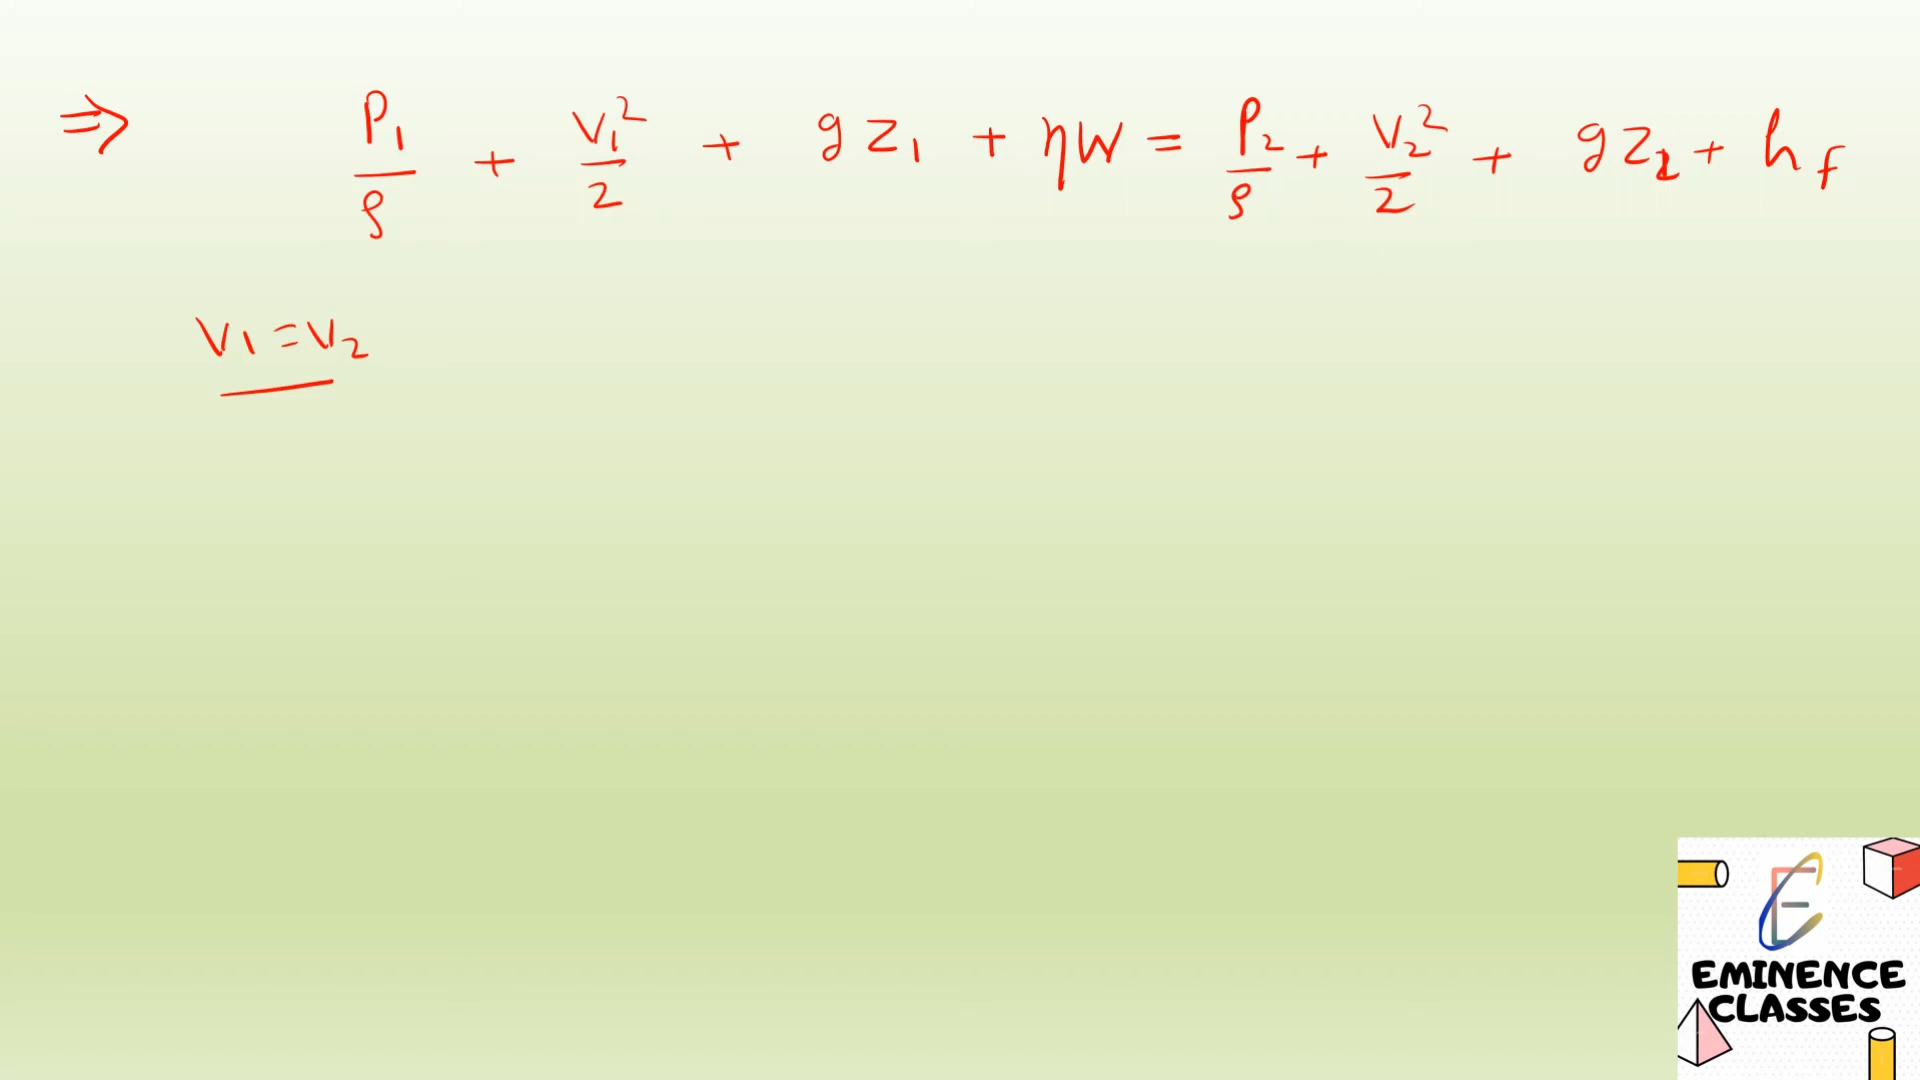 ⇒ P₁/ρ + V₁²/2 + gz₁ + ηW = P₂/ρ + V₂²/2 + gz₂ + h_f
V₁ = V₂
EMINENCE
CLASSES